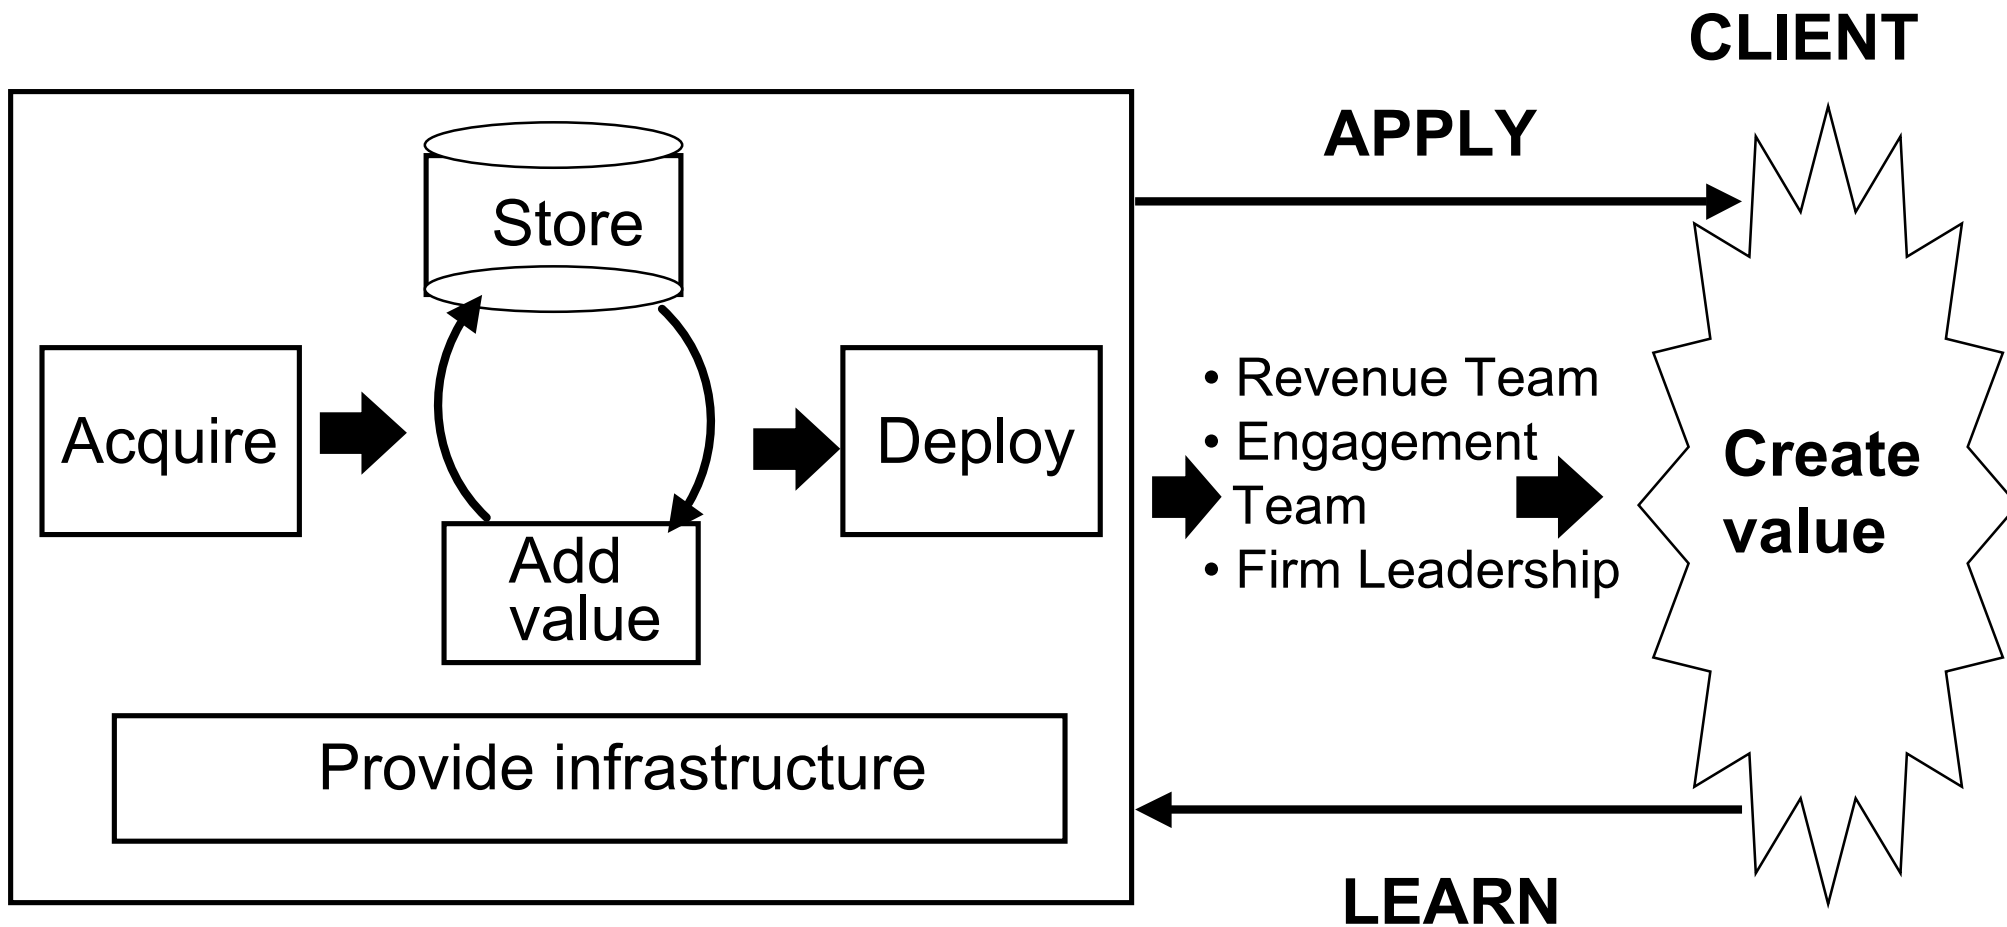 CLIENT
APPLY
Store
Acquire
Deploy
Add
value
Provide infrastructure
• Revenue Team
• Engagement
Team
• Firm Leadership
Create
value
LEARN